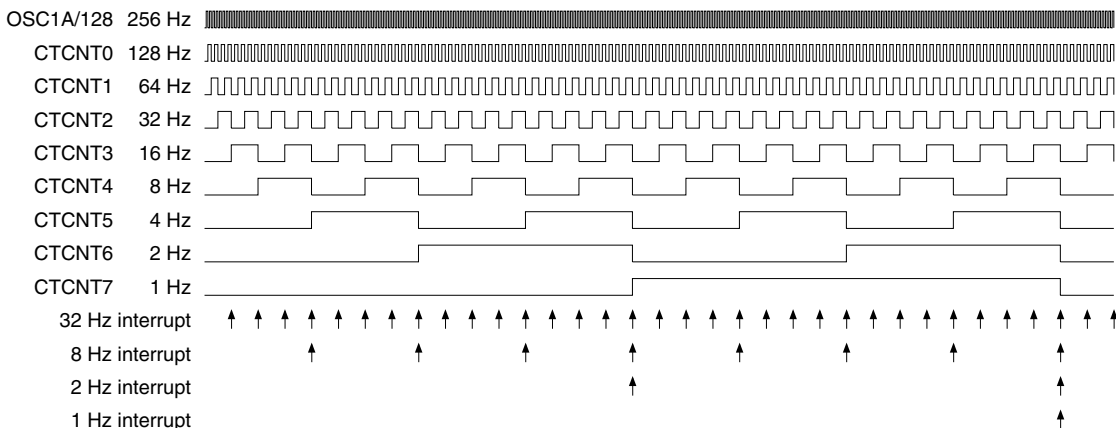 OSC1A/128 256 Hz
CTCNT0 128 Hz
CTCNT1 64 Hz
CTCNT2 32 Hz
CTCNT3 16 Hz
CTCNT4 8 Hz
CTCNT5 4 Hz
CTCNT6 2 Hz
CTCNT7 1 Hz
32 Hz interrupt
8 Hz interrupt
2 Hz interrupt
1 Hz interrupt